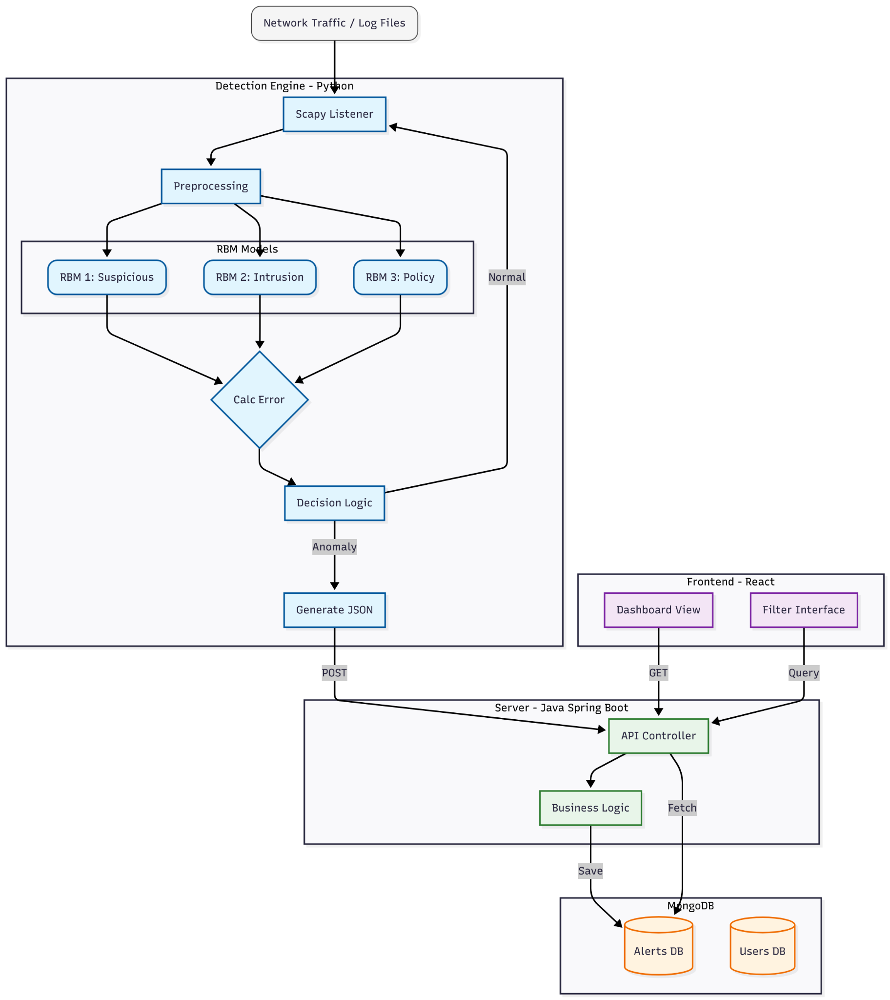 Network Traffic / Log Files
Detection Engine - Python
Scapy Listener
Preprocessing
RBM Models
RBM 1: Suspicious
RBM 2: Intrusion
RBM 3: Policy
Normal
Calc Error
Decision Logic
Anomaly
Generate JSON
Frontend - React
Dashboard View
Filter Interface
POST
GET
Query
Server - Java Spring Boot
API Controller
Business Logic
Fetch
Save
MongoDB
Alerts DB
Users DB